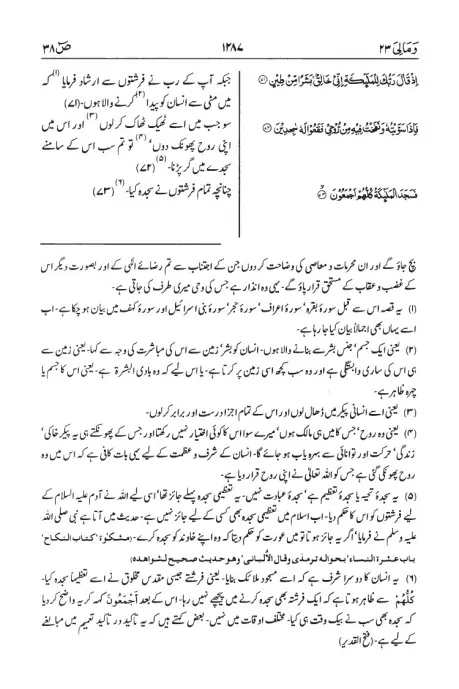 ومالی ۲۳
۱۲۸۷
ص ۳۸
اِذْ قَالَ رَبُّكَ لِلْمَلٰٓئِكَةِ اِنِّیْ خَالِقٌۢ بَشَرًا مِّنْ طِیْنٍ ۷۱
فَاِذَا سَوَّیْتُهٗ وَنَفَخْتُ فِیْهِ مِنْ رُّوْحِیْ فَقَعُوْا لَهٗ سٰجِدِیْنَ ۷۲
فَسَجَدَ الْمَلٰٓئِكَةُ كُلُّهُمْ اَجْمَعُوْنَ ۷۳
جبکہ آپ کے رب نے فرشتوں سے ارشاد فرمایا (۱) کہ
میں مٹی سے انسان کو پیدا (۲) کرنے والا ہوں۔ (۷۱)
سو جب میں اسے ٹھیک ٹھاک کر لوں (۳) اور اس میں
اپنی روح پھونک دوں، (۴) تو تم سب اس کے سامنے
سجدے میں گر پڑنا۔ (۵) (۷۲)
چنانچہ تمام فرشتوں نے سجدہ کیا۔ (۶) (۷۳)
بچ جاؤ گے اور ان محرمات و معاصی کی وضاحت کر دوں جن کے اجتناب سے تم رضائے الٰہی کے اور بصورت دیگر اس
کے غضب و عقاب کے مستحق قرار پاؤ گے۔ یہی وہ انذار ہے جس کی وحی میری طرف کی جاتی ہے۔
(۱) یہ قصہ اس سے قبل سورۂ بقرہ، سورۂ اعراف، سورۂ حجر، سورۂ بنی اسرائیل اور سورۂ کہف میں بیان ہو چکا ہے۔ اب
اسے یہاں بھی اجمالاً بیان کیا جا رہا ہے۔
(۲) یعنی ایک جسم، جنس بشر سے بنانے والا ہوں۔ انسان کو بشر، زمین سے اس کی مباشرت کی وجہ سے کہا۔ یعنی زمین سے
ہی اس کی ساری وابستگی ہے اور وہ سب کچھ اسی زمین پر کرتا ہے۔ یا اس لیے کہ وہ بادی البشرۃ ہے۔ یعنی اس کا جسم یا
چہرہ ظاہر ہے۔
(۳) یعنی اسے انسانی پیکر میں ڈھال لوں اور اس کے تمام اجزا درست اور برابر کر لوں۔
(۴) یعنی وہ روح، جس کا میں ہی مالک ہوں، میرے سوا اس کا کوئی اختیار نہیں رکھتا اور جس کے پھونکتے ہی یہ پیکر خاکی،
زندگی، حرکت اور توانائی سے بہرہ یاب ہو جائے گا۔ انسان کے شرف و عظمت کے لیے یہی بات کافی ہے کہ اس میں وہ
روح پھونکی گئی ہے جس کو اللہ تعالیٰ نے اپنی روح قرار دیا ہے۔
(۵) یہ سجدۂ تحیہ یا سجدۂ تعظیم ہے، سجدۂ عبادت نہیں۔ یہ تعظیمی سجدہ پہلے جائز تھا، اسی لیے اللہ نے آدم علیہ السلام کے
لیے فرشتوں کو اس کا حکم دیا۔ اب اسلام میں تعظیمی سجدہ بھی کسی کے لیے جائز نہیں ہے۔ حدیث میں آتا ہے نبی صلی اللہ
علیہ وسلم نے فرمایا، اگر یہ جائز ہوتا تو میں عورت کو حکم دیتا کہ وہ اپنے خاوند کو سجدہ کرے۔ (مشکوٰۃ، کتاب النکاح،
باب عشرۃ النساء، بحوالہ ترمذی وقال الألبانی، وھو حدیث صحیح لشواھدہ)
(۶) یہ انسان کا دوسرا شرف ہے کہ اسے مسجود ملائک بنایا۔ یعنی فرشتے جیسی مقدس مخلوق نے اسے تعظیماً سجدہ کیا۔
كُلُّهُمْ سے ظاہر ہوتا ہے کہ ایک فرشتہ بھی سجدہ کرنے میں پیچھے نہیں رہا۔ اس کے بعد أَجْمَعُوْنَ کہہ کر یہ واضح کر دیا
کہ سجدہ بھی سب نے بیک وقت ہی کیا۔ مختلف اوقات میں نہیں۔ بعض کہتے ہیں کہ یہ تاکید در تاکید تعمیم میں مبالغے
کے لیے ہے۔ (فتح القدیر)